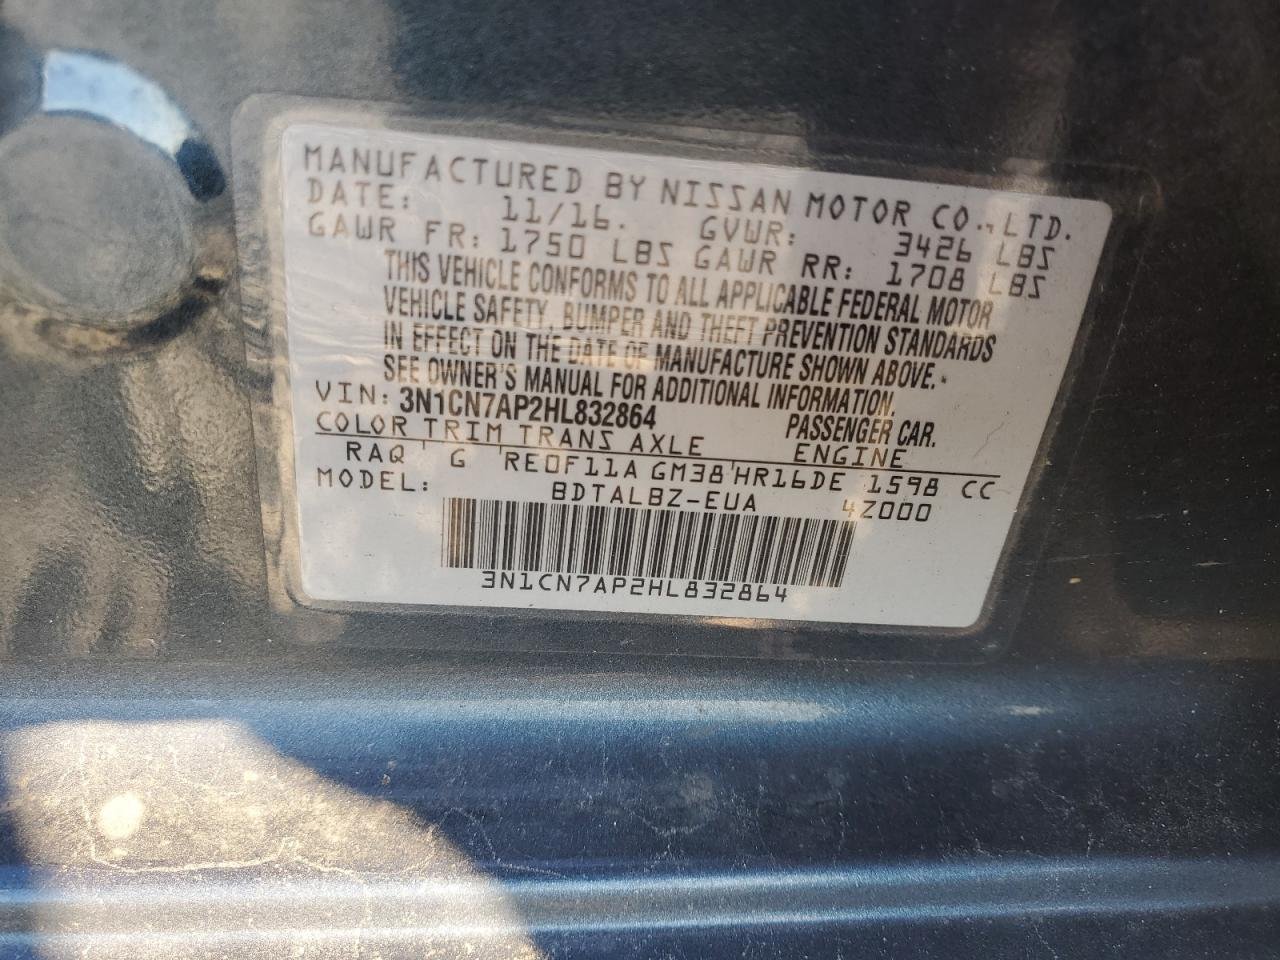 MANUFACTURED BY NISSAN MOTOR CO., LTD.
DATE: 11/16. GVWR: 3426 LBS
GAWR FR: 1750 LBS GAWR RR: 1708 LBS
THIS VEHICLE CONFORMS TO ALL APPLICABLE FEDERAL MOTOR
VEHICLE SAFETY, BUMPER AND THEFT PREVENTION STANDARDS
IN EFFECT ON THE DATE OF MANUFACTURE SHOWN ABOVE.
SEE OWNER'S MANUAL FOR ADDITIONAL INFORMATION.
VIN: 3N1CN7AP2HL832864 PASSENGER CAR.
COLOR TRIM TRANS AXLE ENGINE
RAQ G RE0F11A GM38 HR16DE 1598 CC
MODEL: BDTALBZ-EUA 4Z000
3N1CN7AP2HL832864